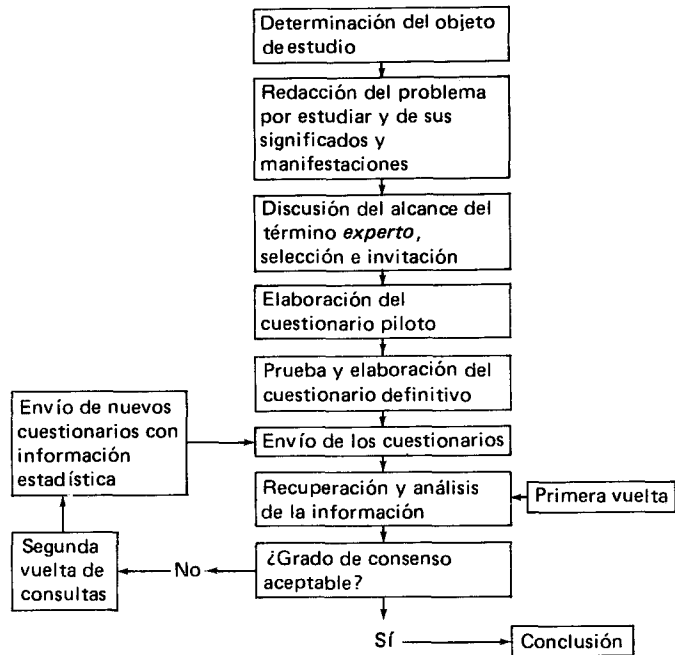 Determinación del objeto
de estudio
Redacción del problema
por estudiar y de sus
significados y
manifestaciones
Discusión del alcance del
término experto,
selección e invitación
Elaboración del
cuestionario piloto
Prueba y elaboración del
cuestionario definitivo
Envío de nuevos
cuestionarios con
información
estadística
Envío de los cuestionarios
Recuperación y análisis
de la información
Primera vuelta
Segunda
vuelta de
consultas
No
¿Grado de consenso
aceptable?
Sí
Conclusión